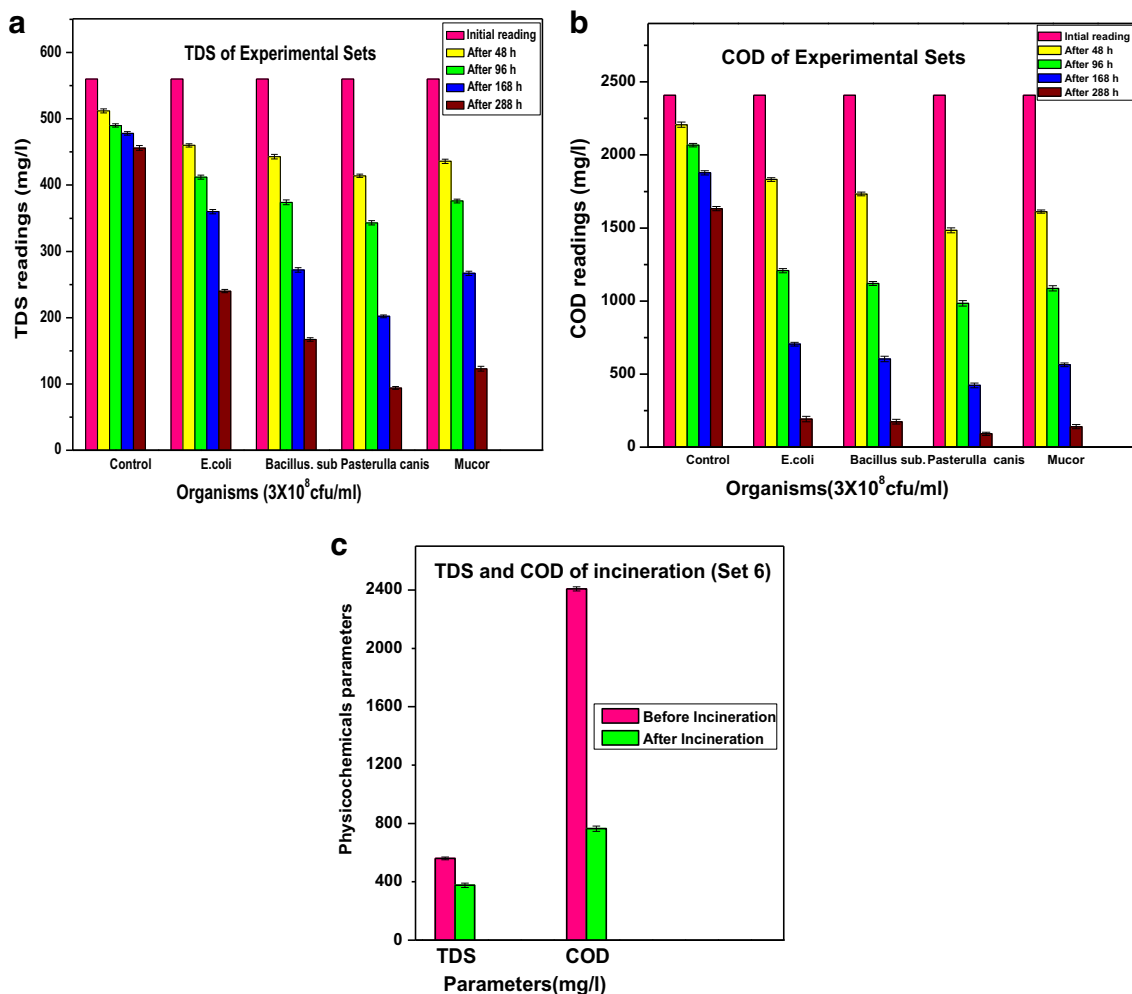 a
TDS of Experimental Sets
Initial reading
After 48 h
After 96 h
After 168 h
After 288 h
TDS readings (mg/l)
600
500
400
300
200
100
0
Control E.coli Bacillus. sub Pasterulla canis Mucor
Organisms (3X10⁸cfu/ml)
b
COD of Experimental Sets
Intial reading
After 48 h
After 96 h
After 168 h
After 288 h
COD readings (mg/l)
2500
2000
1500
1000
500
0
Control E.coli Bacillus sub. Pasterulla canis Mucor
Organisms(3X10⁸cfu/ml)
c
TDS and COD of incineration (Set 6)
Before Incineration
After Incineration
Physicochemicals parameters
2400
2000
1600
1200
800
400
0
TDS COD
Parameters(mg/l)